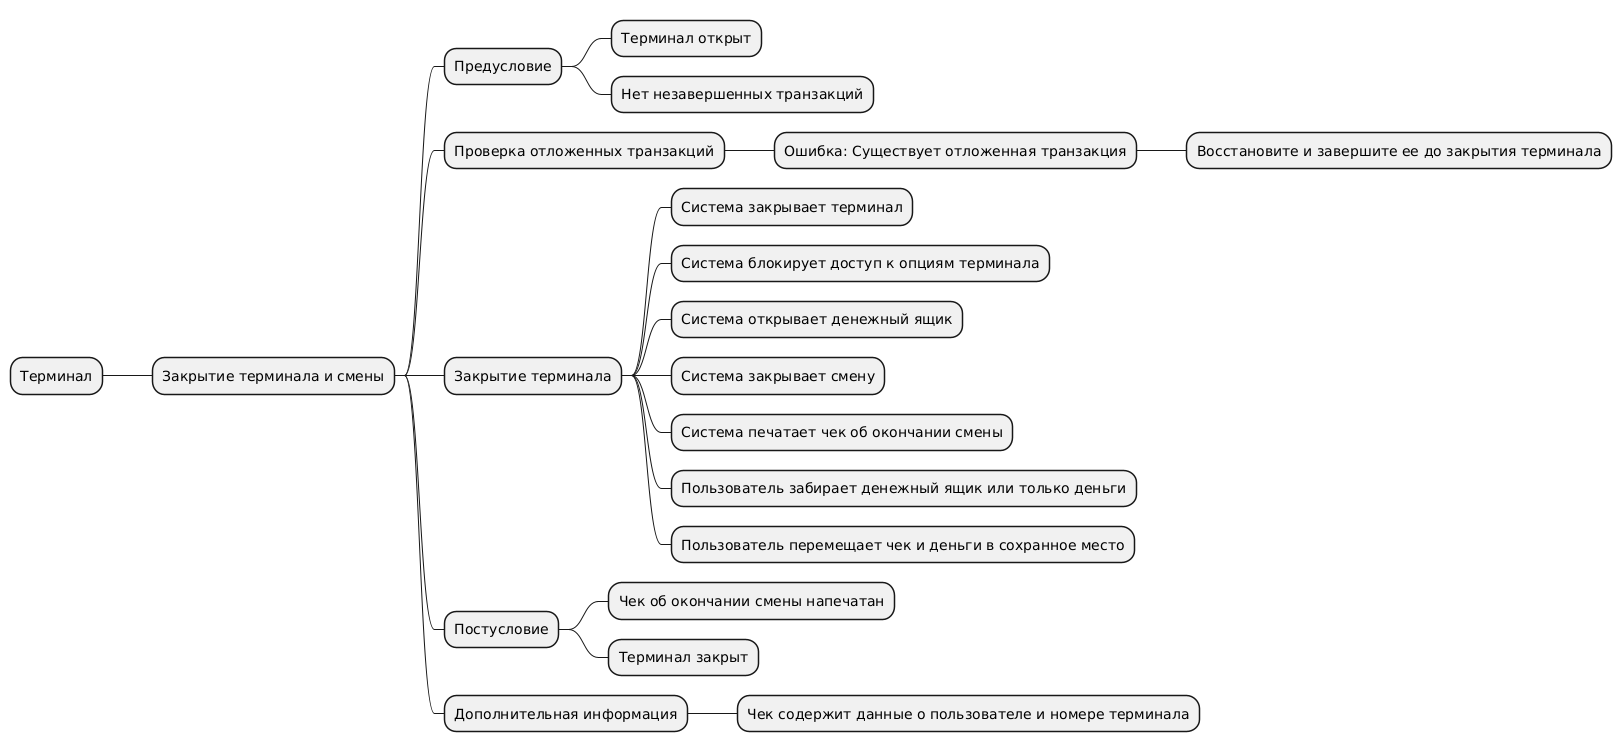 Терминал
Закрытие терминала и смены
Предусловие
Терминал открыт
Нет незавершенных транзакций
Проверка отложенных транзакций
Ошибка: Существует отложенная транзакция
Восстановите и завершите ее до закрытия терминала
Закрытие терминала
Система закрывает терминал
Система блокирует доступ к опциям терминала
Система открывает денежный ящик
Система закрывает смену
Система печатает чек об окончании смены
Пользователь забирает денежный ящик или только деньги
Пользователь перемещает чек и деньги в сохранное место
Постусловие
Чек об окончании смены напечатан
Терминал закрыт
Дополнительная информация
Чек содержит данные о пользователе и номере терминала